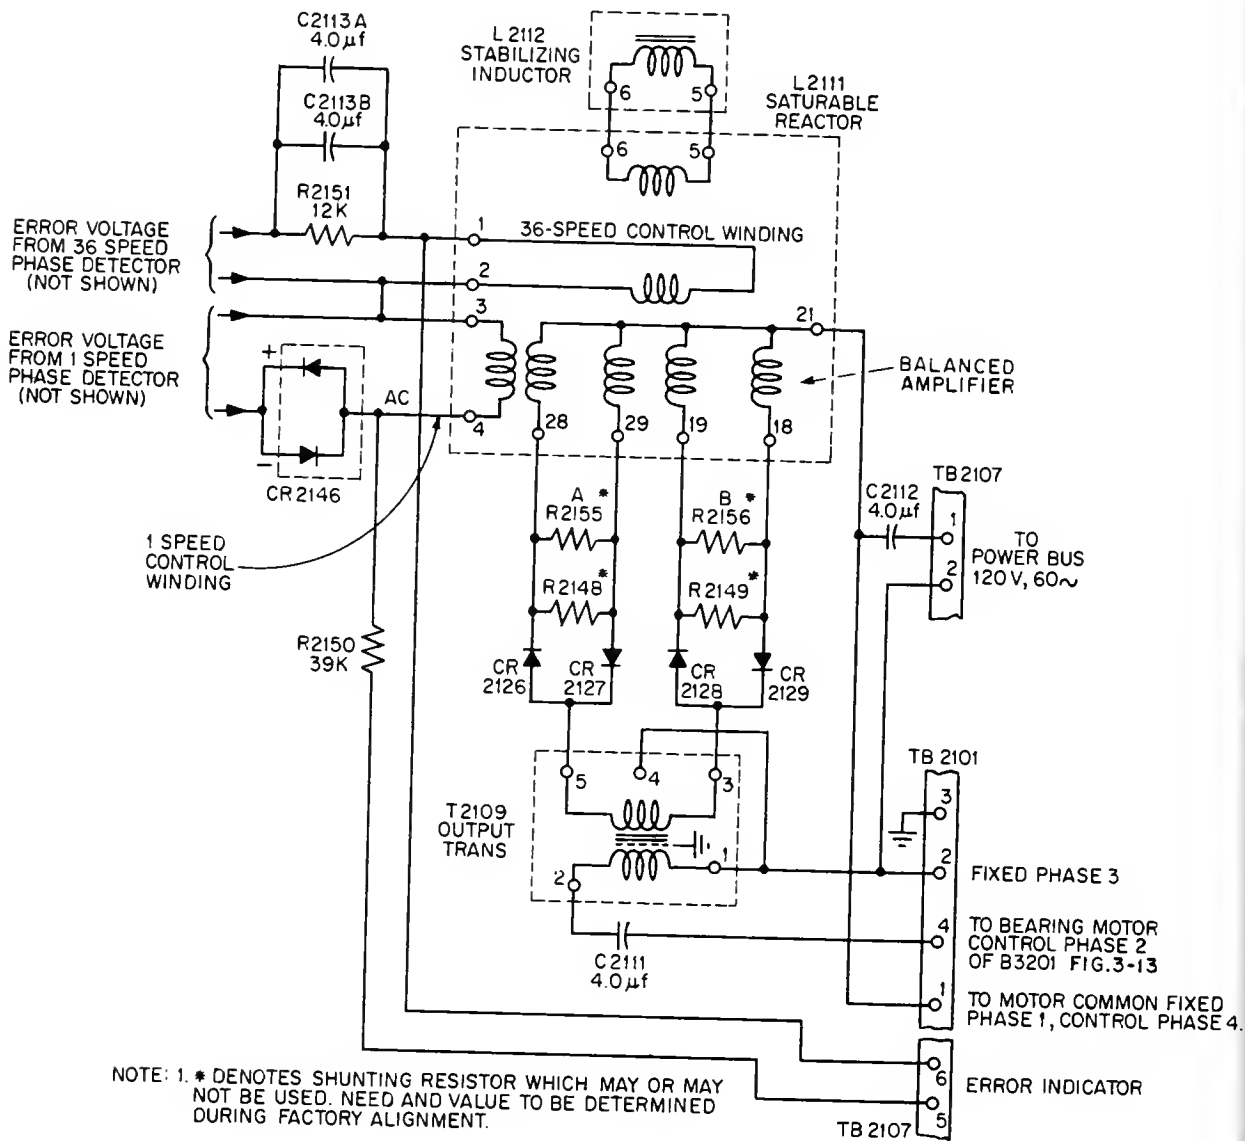 C2113A
4.0µf
C2113B
4.0µf
R2151
12K
L2112
STABILIZING
INDUCTOR
6
5
6
5
L2111
SATURABLE
REACTOR
ERROR VOLTAGE
FROM 36 SPEED
PHASE DETECTOR
(NOT SHOWN)
1
36-SPEED CONTROL WINDING
2
3
21
ERROR VOLTAGE
FROM 1 SPEED
PHASE DETECTOR
(NOT SHOWN)
+
−
CR2146
AC
4
28
29
19
18
BALANCED
AMPLIFIER
1 SPEED
CONTROL
WINDING
A *
R2155
B *
R2156
*
R2148
*
R2149
C2112
4.0µf
TB2107
1
2
TO
POWER BUS
120V, 60~
R2150
39K
CR
2126
CR
2127
CR
2128
CR
2129
5
4
3
T2109
OUTPUT
TRANS
2
1
C2111
4.0µf
TB 2101
3
2
FIXED PHASE 3
4
TO BEARING MOTOR
CONTROL PHASE 2
OF B3201 FIG.3-13
1
TO MOTOR COMMON FIXED
PHASE 1, CONTROL PHASE 4.
6
ERROR INDICATOR
5
TB 2107
NOTE: 1. * DENOTES SHUNTING RESISTOR WHICH MAY OR MAY
NOT BE USED. NEED AND VALUE TO BE DETERMINED
DURING FACTORY ALIGNMENT.